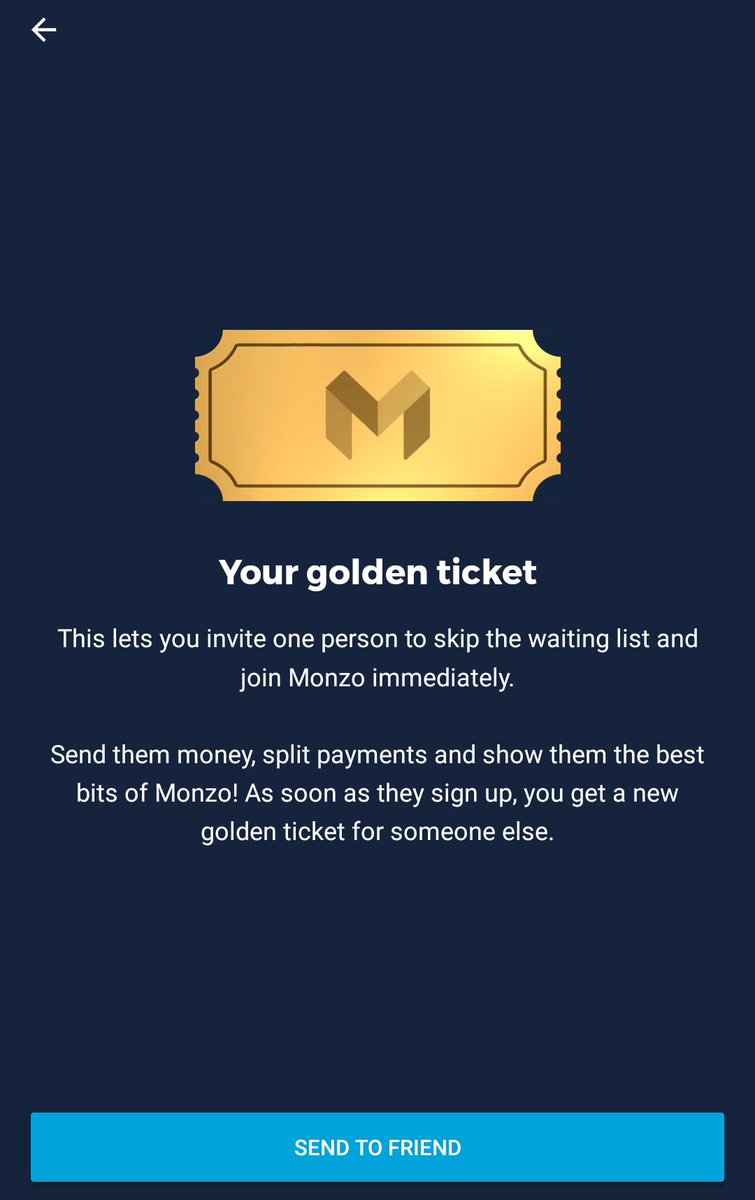 Your golden ticket
This lets you invite one person to skip the waiting list and
join Monzo immediately.
Send them money, split payments and show them the best
bits of Monzo! As soon as they sign up, you get a new
golden ticket for someone else.
SEND TO FRIEND